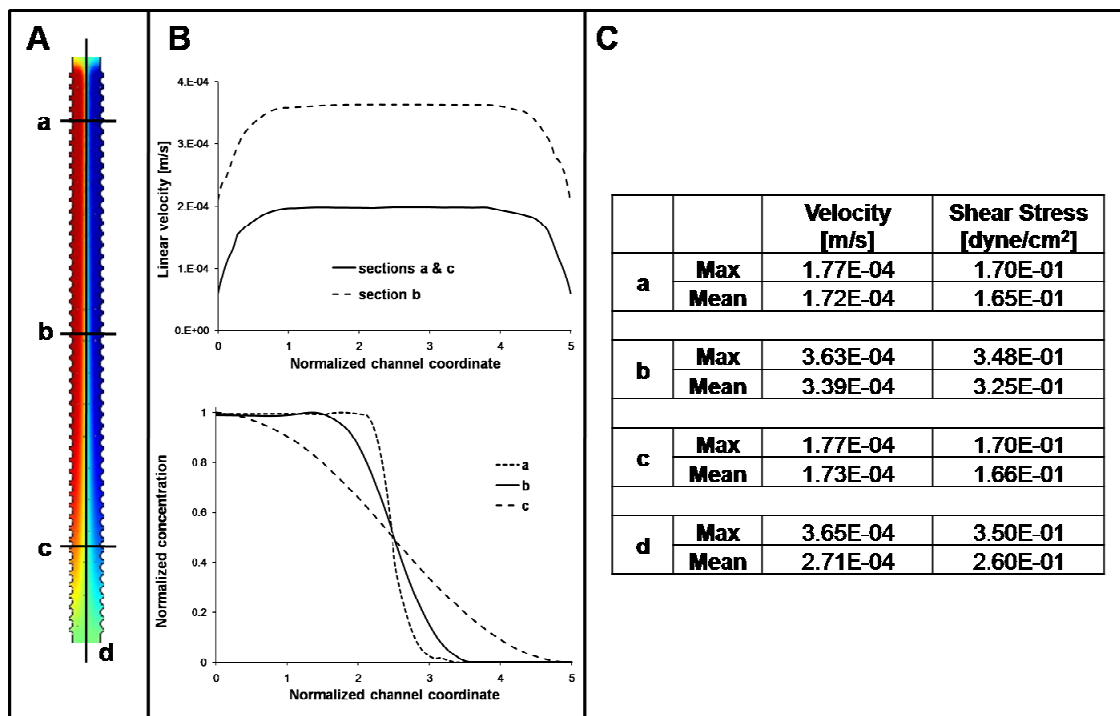 A
a
b
c
d
B
4.E-04
3.E-04
2.E-04
1.E-04
0.E+00
Linear velocity [m/s]
sections a & c
section b
0 1 2 3 4 5
Normalized channel coordinate
1
0.8
0.6
0.4
0.2
0
Normalized concentration
a
b
c
0 1 2 3 4 5
Normalized channel coordinate
C
Velocity [m/s] Shear Stress [dyne/cm²]
a Max 1.77E-04 1.70E-01
Mean 1.72E-04 1.65E-01
b Max 3.63E-04 3.48E-01
Mean 3.39E-04 3.25E-01
c Max 1.77E-04 1.70E-01
Mean 1.73E-04 1.66E-01
d Max 3.65E-04 3.50E-01
Mean 2.71E-04 2.60E-01